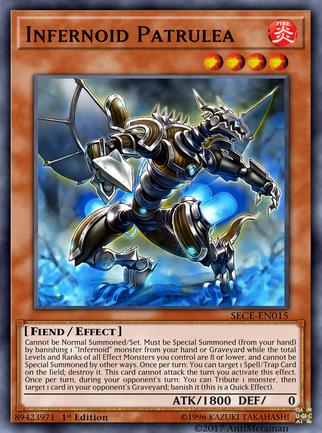 INFERNOID PATRULEA
FIRE
炎
SECE-EN015
[FIEND / EFFECT]
Cannot be Normal Summoned/Set. Must be Special Summoned (from your hand)
by banishing 1 "Infernoid" monster from your hand or Graveyard while the total
Levels and Ranks of all Effect Monsters you control are 8 or lower, and cannot be
Special Summoned by other ways. Once per turn: You can target 1 Spell/Trap Card
on the field; destroy it. This card cannot attack the turn you activate this effect.
Once per turn, during your opponent's turn: You can Tribute 1 monster, then
target 1 card in your opponent's Graveyard; banish it (this is a Quick Effect).
ATK/1800 DEF/ 0
89423971 1st Edition ©1996 KAZUKI TAKAHASHI
©2017 AntiMetaman